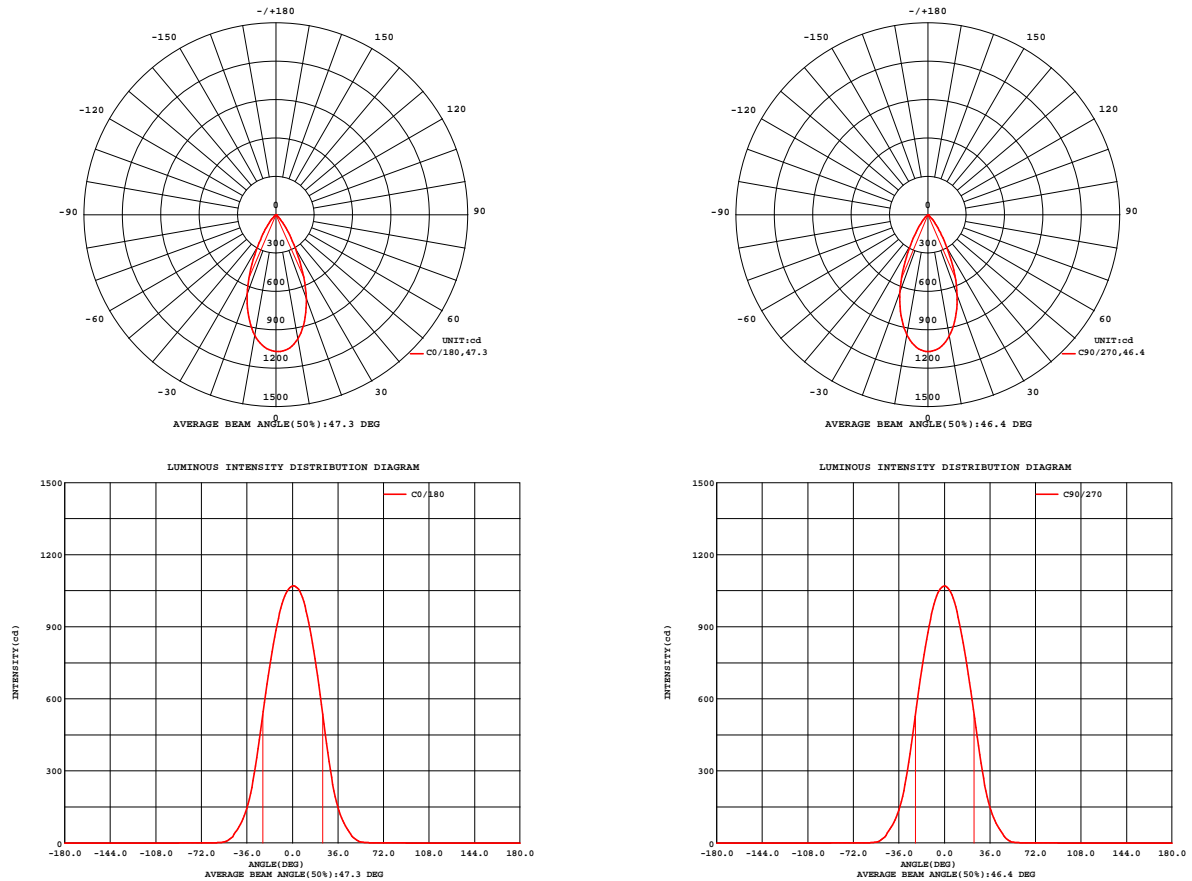 -/+180
-150 150
-120 120
-90 0 90
300
600
-60 60
900
UNIT:cd
C0/180,47.3
1200
-30 30
1500
0
AVERAGE BEAM ANGLE(50%):47.3 DEG
-/+180
-150 150
-120 120
-90 0 90
300
600
-60 60
900
UNIT:cd
C90/270,46.4
1200
-30 30
1500
0
AVERAGE BEAM ANGLE(50%):46.4 DEG
LUMINOUS INTENSITY DISTRIBUTION DIAGRAM
1500
C0/180
1200
900
INTENSITY(cd)
600
300
0
-180.0 -144.0 -108.0 -72.0 -36.0 0.0 36.0 72.0 108.0 144.0 180.0
ANGLE(DEG)
AVERAGE BEAM ANGLE(50%):47.3 DEG
LUMINOUS INTENSITY DISTRIBUTION DIAGRAM
1500
C90/270
1200
900
INTENSITY(cd)
600
300
0
-180.0 -144.0 -108.0 -72.0 -36.0 0.0 36.0 72.0 108.0 144.0 180.0
ANGLE(DEG)
AVERAGE BEAM ANGLE(50%):46.4 DEG